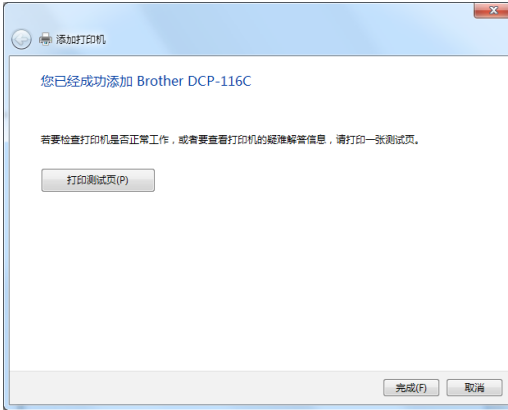 添加打印机
您已经成功添加 Brother DCP-116C
若要检查打印机是否正常工作，或者要查看打印机的疑难解答信息，请打印一张测试页。
打印测试页(P)
完成(F) 取消